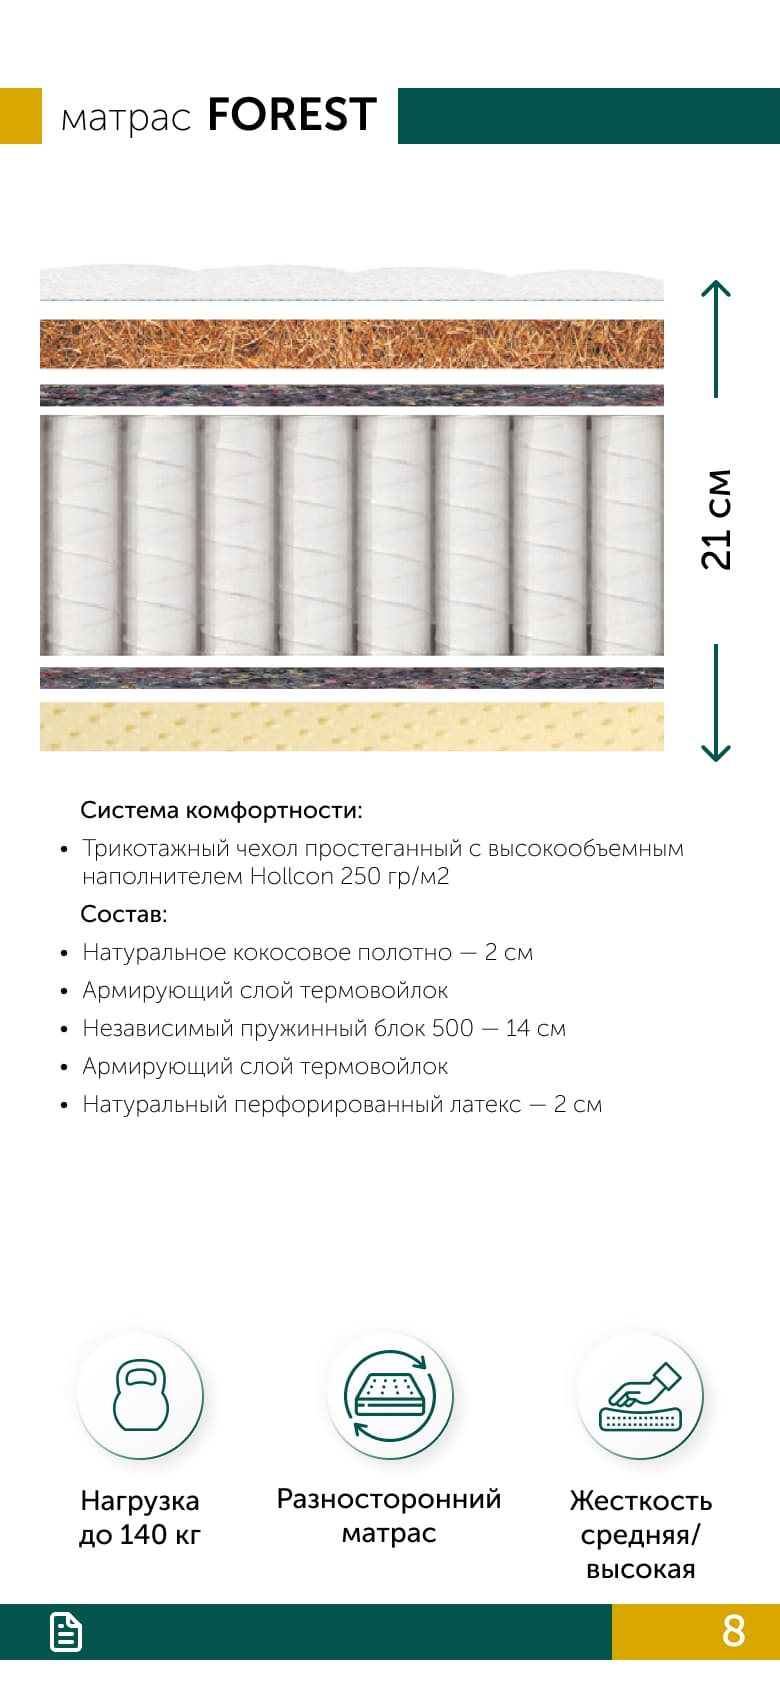 матрас FOREST
21 см
Система комфортности:
• Трикотажный чехол простеганный с высокообъемным
наполнителем Hollcon 250 гр/м2
Состав:
• Натуральное кокосовое полотно — 2 см
• Армирующий слой термовойлок
• Независимый пружинный блок 500 — 14 см
• Армирующий слой термовойлок
• Натуральный перфорированный латекс — 2 см
Нагрузка
до 140 кг
Разносторонний
матрас
Жесткость
средняя/
высокая
8